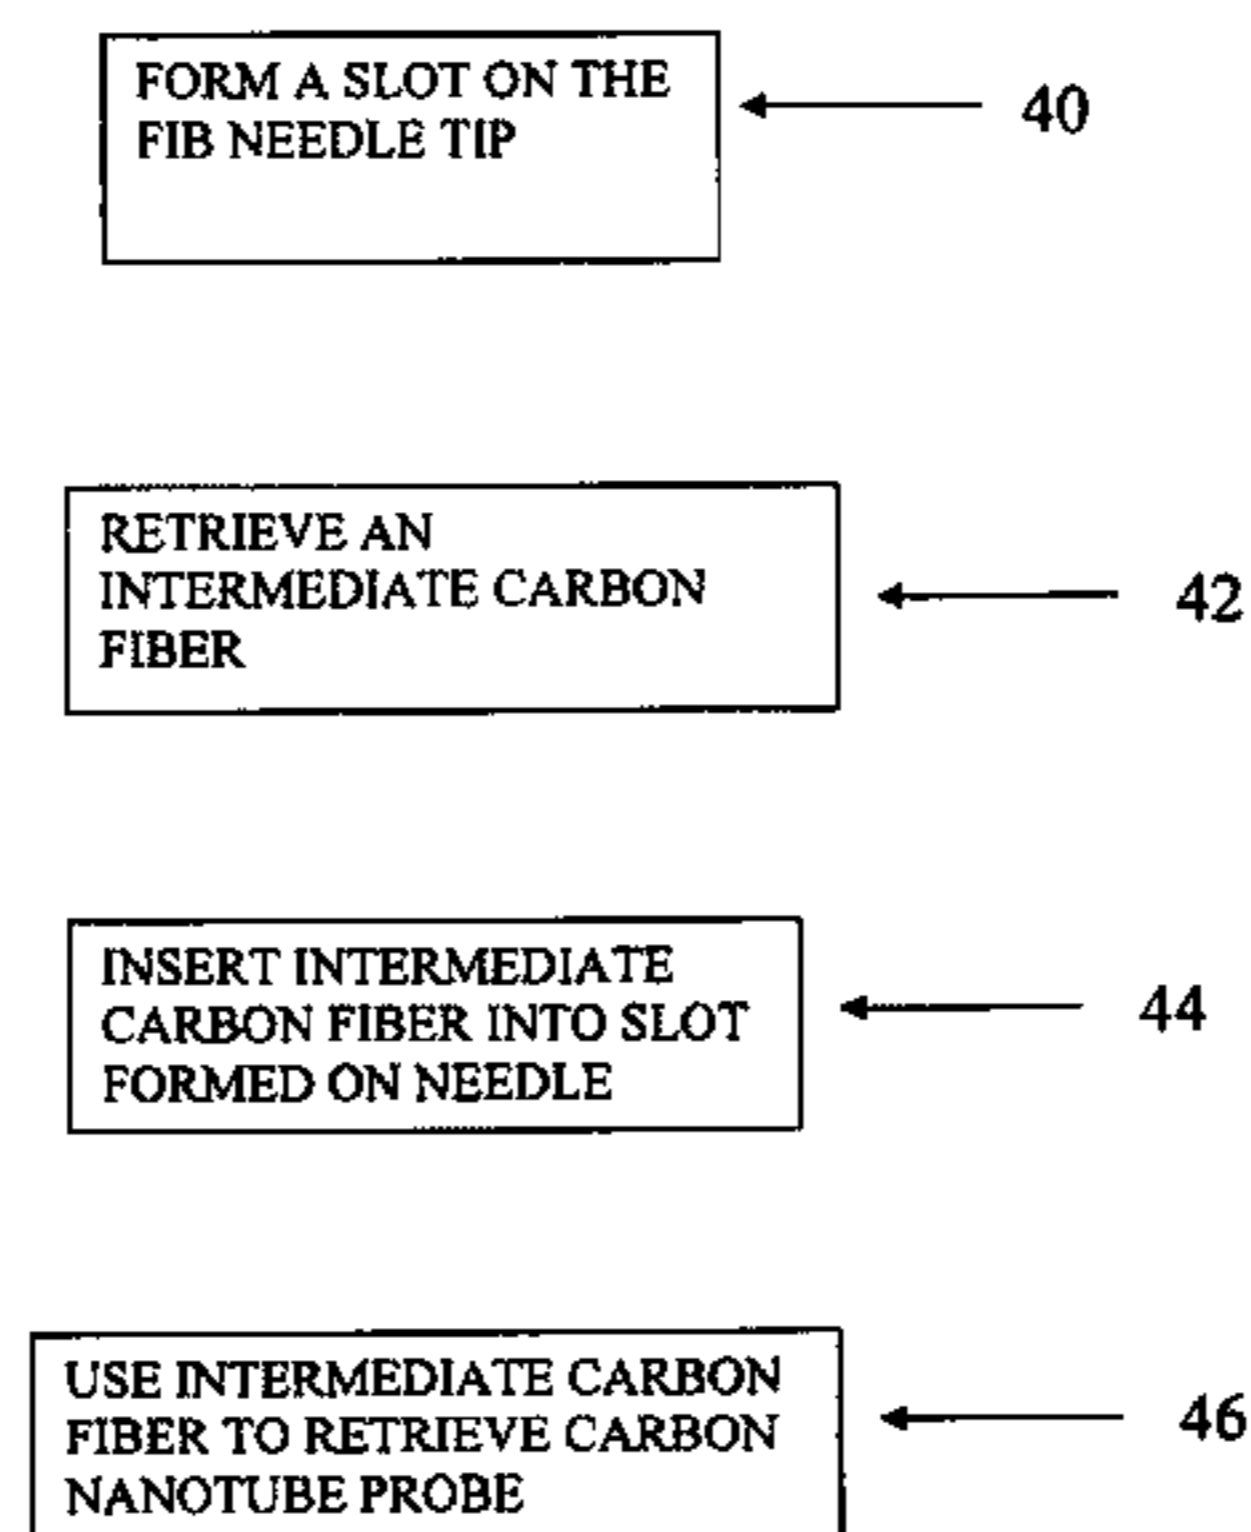 FORM A SLOT ON THE
FIB NEEDLE TIP
40
RETRIEVE AN
INTERMEDIATE CARBON
FIBER
42
INSERT INTERMEDIATE
CARBON FIBER INTO SLOT
FORMED ON NEEDLE
44
USE INTERMEDIATE CARBON
FIBER TO RETRIEVE CARBON
NANOTUBE PROBE
46